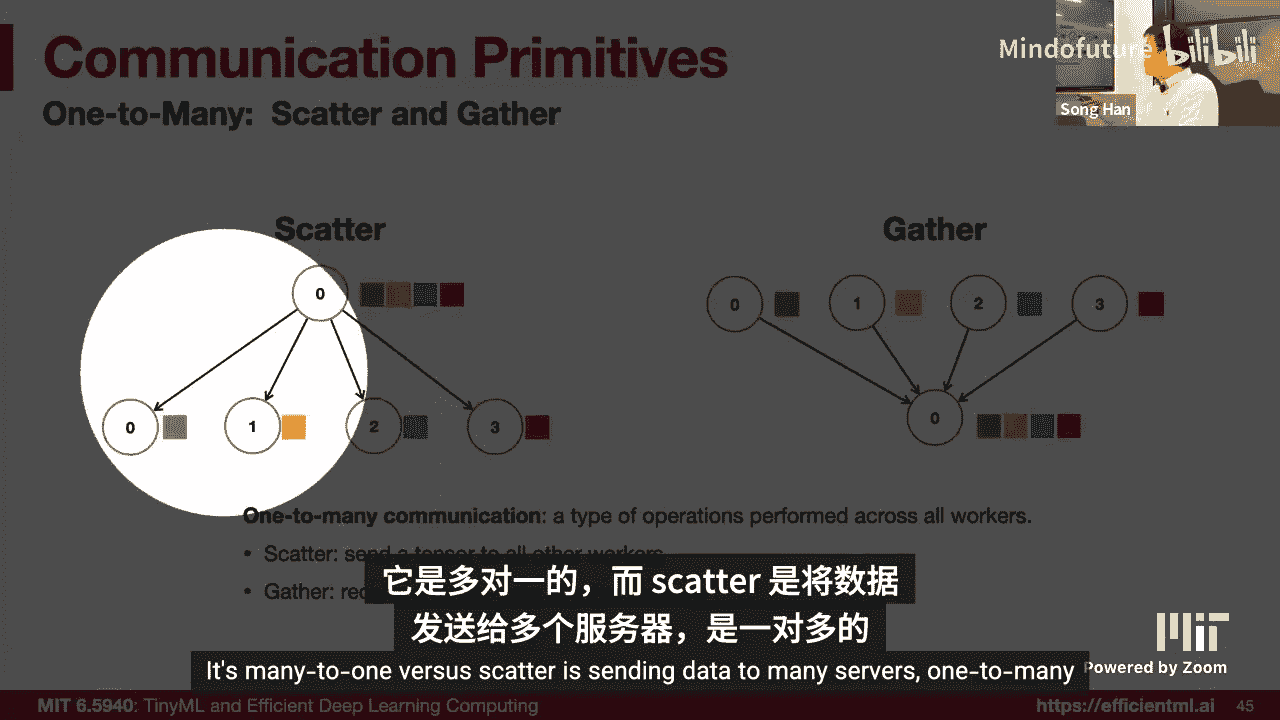 Communication Primitives
Mindofuture bilibili
One-to-Many: Scatter and Gather
Song Han
Scatter
Gather
0
0 1 2 3
0 1 2 3
0
One-to-many communication: a type of operations performed across all workers.
• Scatter: send a tensor to all other workers.
• Gather:
它是多对一的，而 scatter 是将数据
发送给多个服务器，是一对多的
It's many-to-one versus scatter is sending data to many servers, one-to-many
MIT
Powered by Zoom
MIT 6.5940: TinyML and Efficient Deep Learning Computing
https://efficientml.ai 45